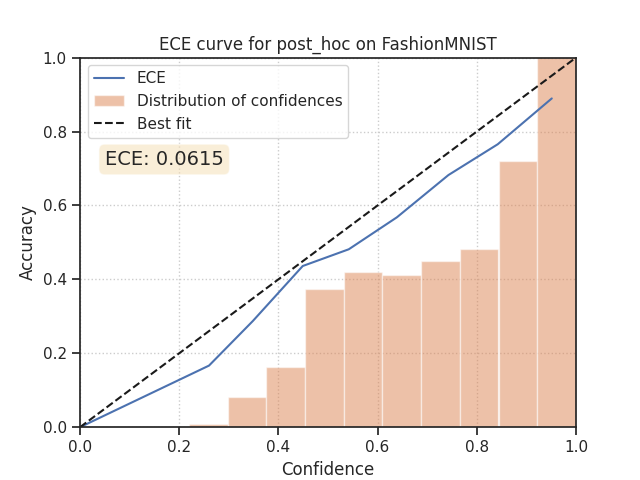 ECE curve for post_hoc on FashionMNIST
1.0
0.8
0.6
0.4
0.2
0.0
Accuracy
ECE
Distribution of confidences
Best fit
ECE: 0.0615
0.0 0.2 0.4 0.6 0.8 1.0
Confidence